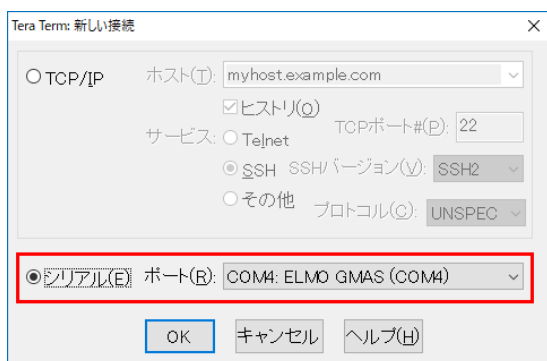 Tera Term: 新しい接続
TCP/IP ホスト(T): myhost.example.com
ヒストリ(O)
サービス: Telnet TCPポート#(P): 22
SSH SSHバージョン(V): SSH2
その他 プロトコル(C): UNSPEC
シリアル(E) ポート(R): COM4: ELMO GMAS (COM4)
OK キャンセル ヘルプ(H)